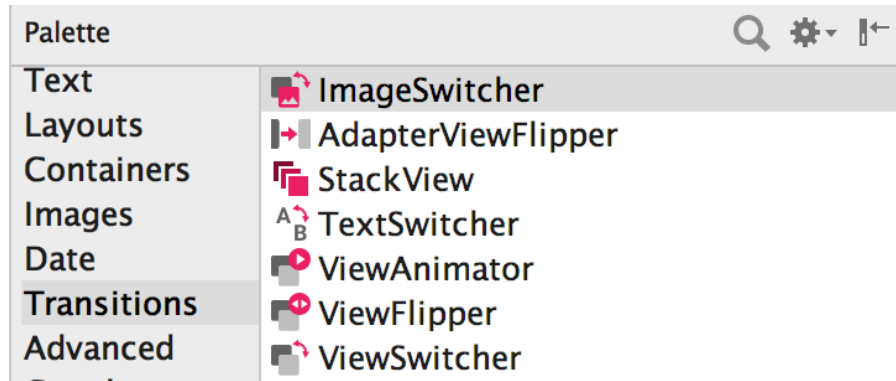 Palette
Text
Layouts
Containers
Images
Date
Transitions
Advanced
ImageSwitcher
AdapterViewFlipper
StackView
A B TextSwitcher
ViewAnimator
ViewFlipper
ViewSwitcher